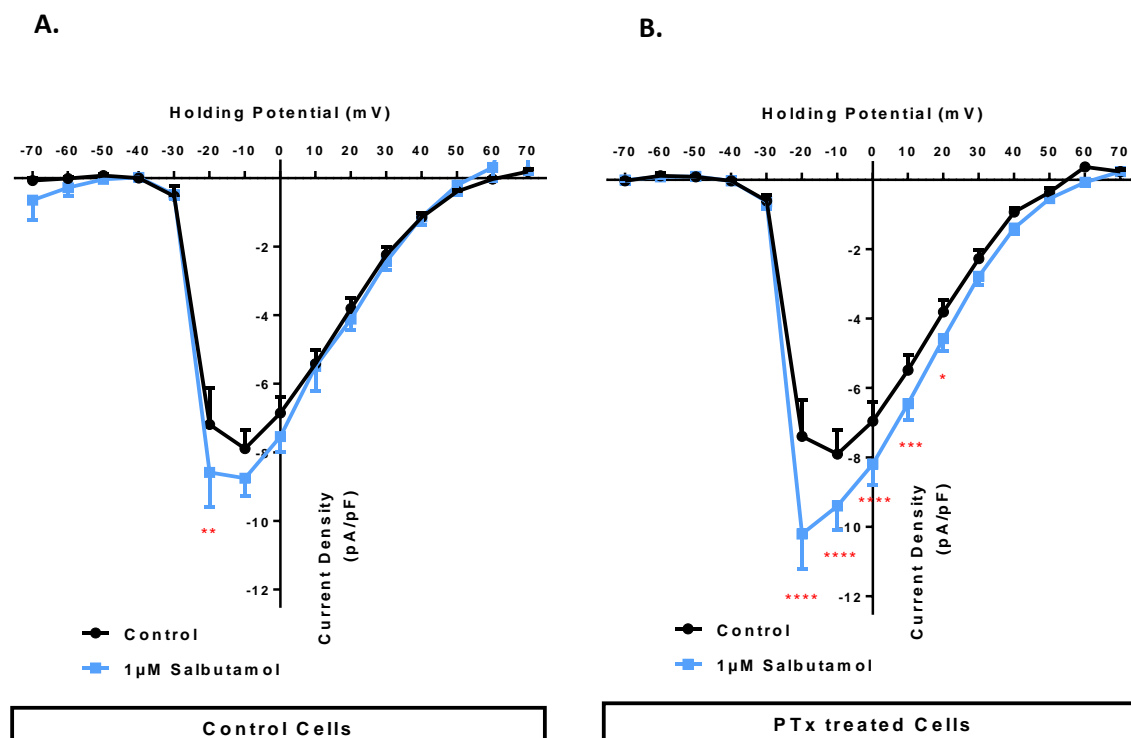 A.
Holding Potential (mV)
-70 -60 -50 -40 -30 -20 -10 0 10 20 30 40 50 60 70
-2
-4
-6
-8
-10
-12
Current Density
(pA/pF)
**
Control
1µM Salbutamol
Control Cells
B.
Holding Potential (mV)
-70 -60 -50 -40 -30 -20 -10 0 10 20 30 40 50 60 70
-2
-4
-6
-8
-10
-12
Current Density
(pA/pF)
*
***
****
****
****
Control
1µM Salbutamol
PTx treated Cells